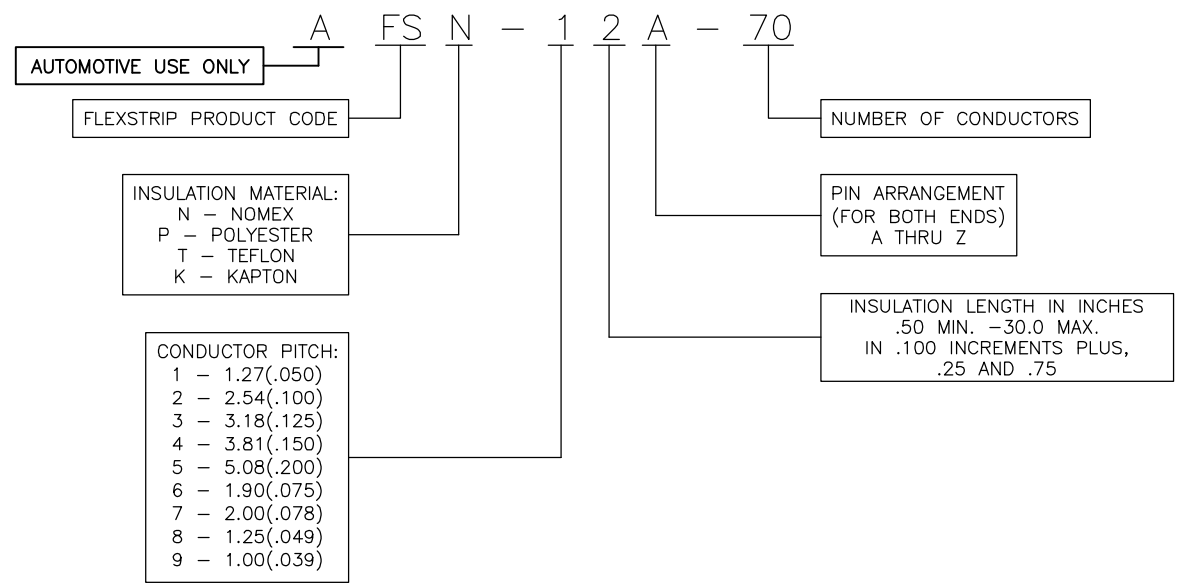 A FS N - 1 2 A - 70
AUTOMOTIVE USE ONLY
FLEXSTRIP PRODUCT CODE
NUMBER OF CONDUCTORS
INSULATION MATERIAL:
N - NOMEX
P - POLYESTER
T - TEFLON
K - KAPTON
PIN ARRANGEMENT
(FOR BOTH ENDS)
A THRU Z
INSULATION LENGTH IN INCHES
.50 MIN. -30.0 MAX.
IN .100 INCREMENTS PLUS,
.25 AND .75
CONDUCTOR PITCH:
1 - 1.27(.050)
2 - 2.54(.100)
3 - 3.18(.125)
4 - 3.81(.150)
5 - 5.08(.200)
6 - 1.90(.075)
7 - 2.00(.078)
8 - 1.25(.049)
9 - 1.00(.039)